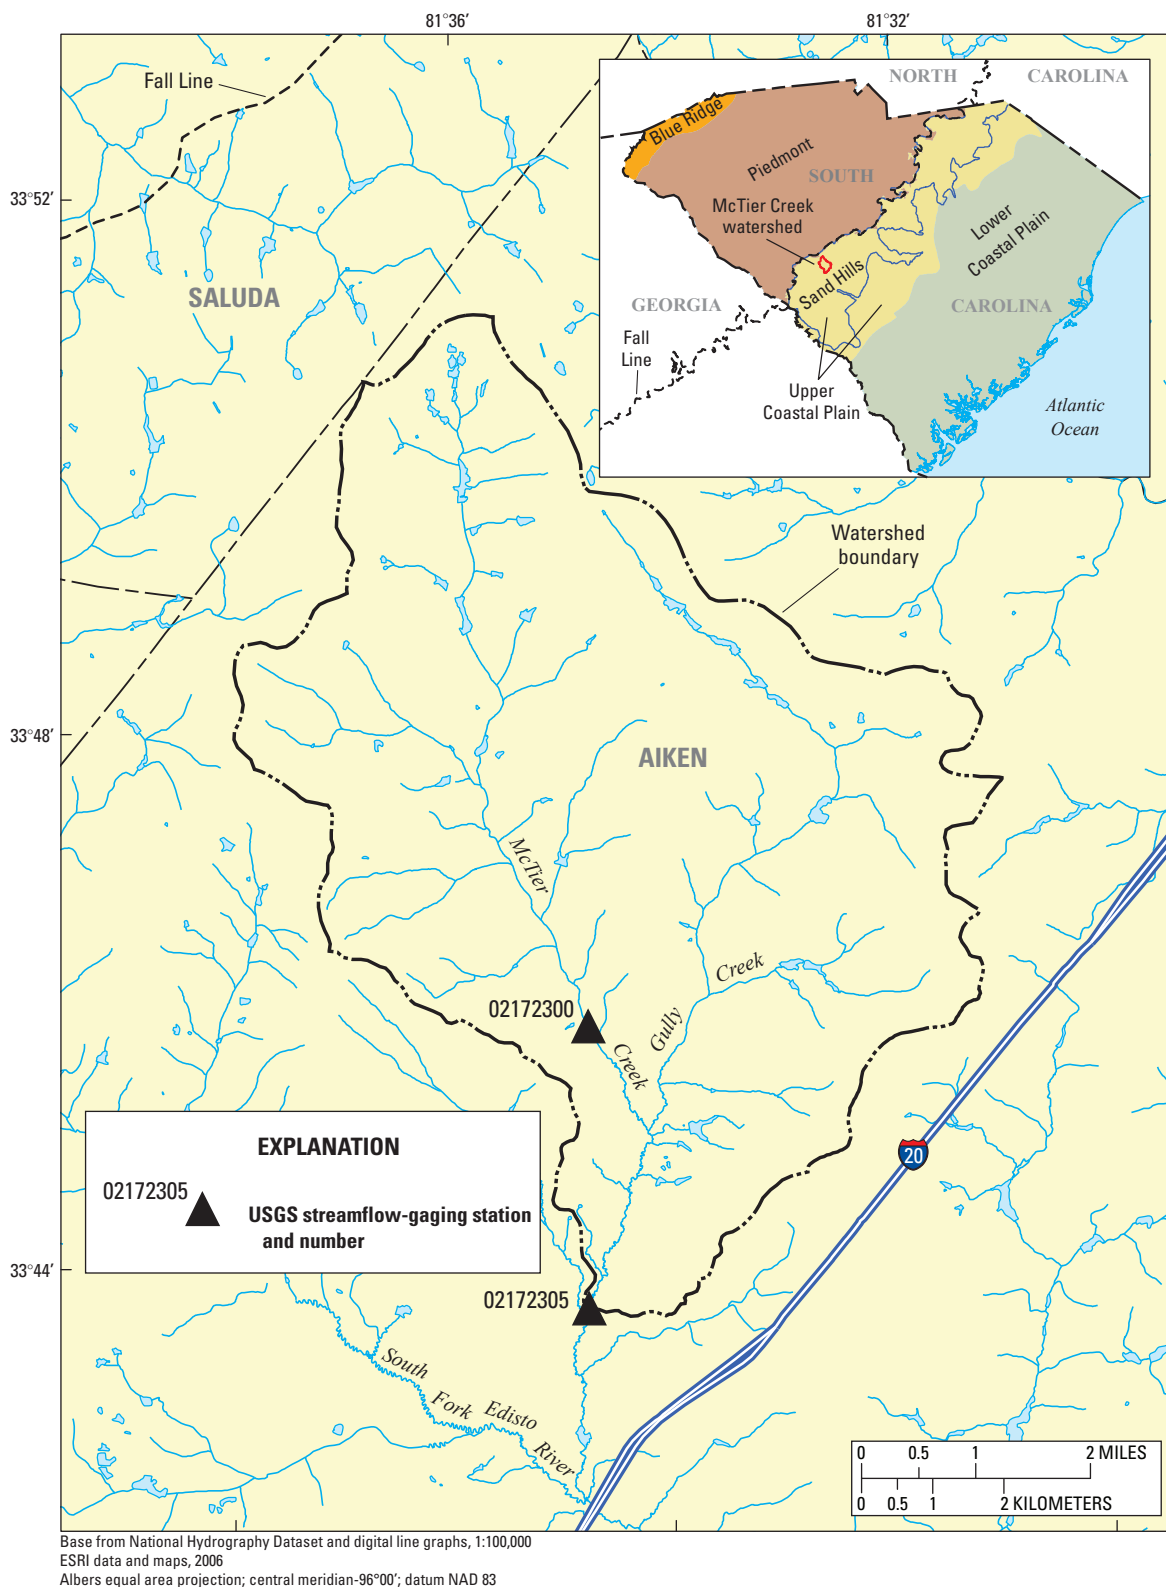 81°36′
81°32′
33°52′
33°48′
33°44′
Fall Line
NORTH CAROLINA
Blue Ridge
Piedmont
SOUTH
McTier Creek
watershed
Lower
Coastal Plain
Sand Hills
GEORGIA
CAROLINA
Fall
Line
Upper
Coastal Plain
Atlantic
Ocean
SALUDA
Watershed
boundary
AIKEN
McTier
Creek
Gully
Creek
02172300
20
EXPLANATION
02172305
USGS streamflow-gaging station
and number
02172305
South
Fork
Edisto
River
0 0.5 1 2 MILES
0 0.5 1 2 KILOMETERS
Base from National Hydrography Dataset and digital line graphs, 1:100,000
ESRI data and maps, 2006
Albers equal area projection; central meridian-96°00′; datum NAD 83